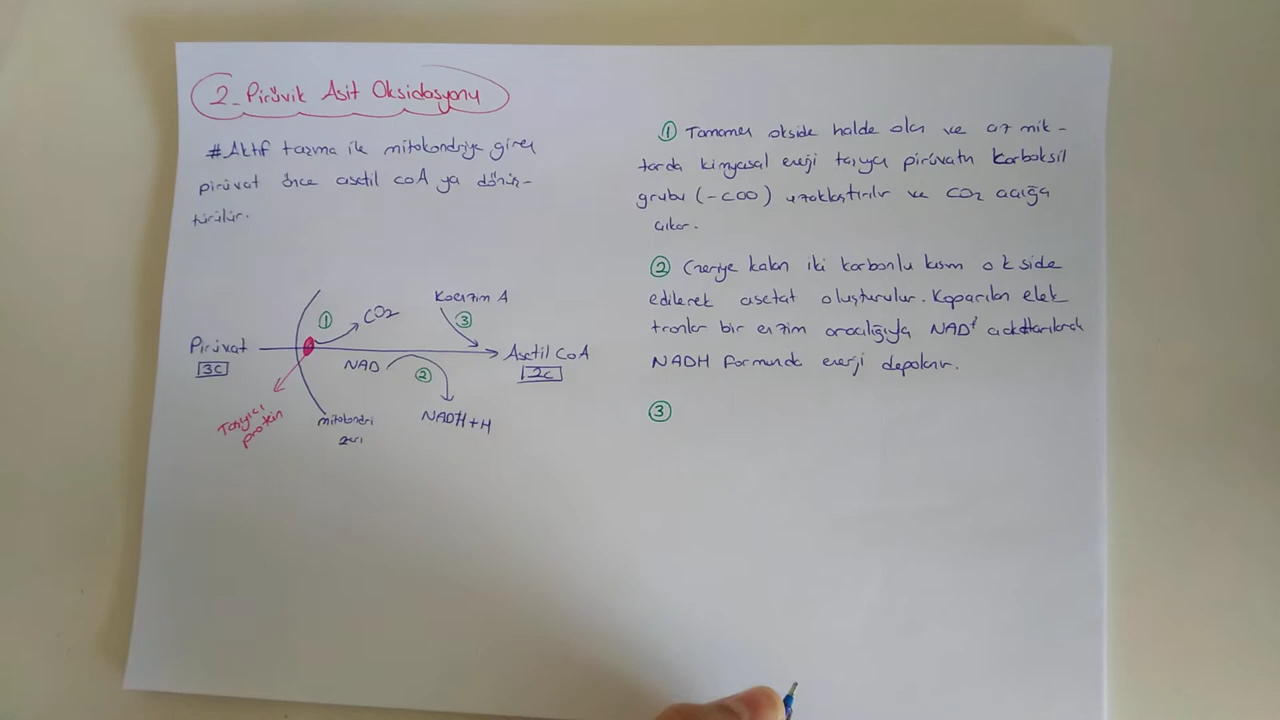 2- Pirüvik Asit Oksidasyonu
#Aktif taşıma ile mitokondriye giren
pirüvat önce asetil coA ya dönüş-
türülür.
Pirüvat
3C
①
CO2
Koenzim A
③
Asetil CoA
2C
NAD
②
NADH+H
Taşıyıcı
protein
mitokondri
zarı
① Tamamen okside halde olan ve az mik-
tarda kimyasal enerji taşıyan pirüvatın karboksil
grubu (-COO) uzaklaştırılır ve CO2 açığa
çıkar.
② Geriye kalan iki karbonlu kısım okside
edilerek asetat oluşturulur. Koparılan elek
tronlar bir enzim aracılığıyla NAD+ a aktarılarak
NADH formunda enerji depolanır.
③